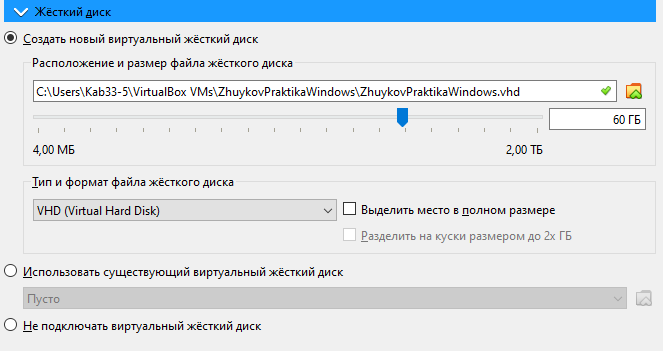 Жёсткий диск
Создать новый виртуальный жёсткий диск
Расположение и размер файла жёсткого диска
C:\Users\Kab33-5\VirtualBox VMs\ZhuykovPraktikaWindows\ZhuykovPraktikaWindows.vhd
60 ГБ
4,00 МБ 2,00 ТБ
Тип и формат файла жёсткого диска
VHD (Virtual Hard Disk) Выделить место в полном размере
Разделить на куски размером до 2х ГБ
Использовать существующий виртуальный жёсткий диск
Пусто
Не подключать виртуальный жёсткий диск